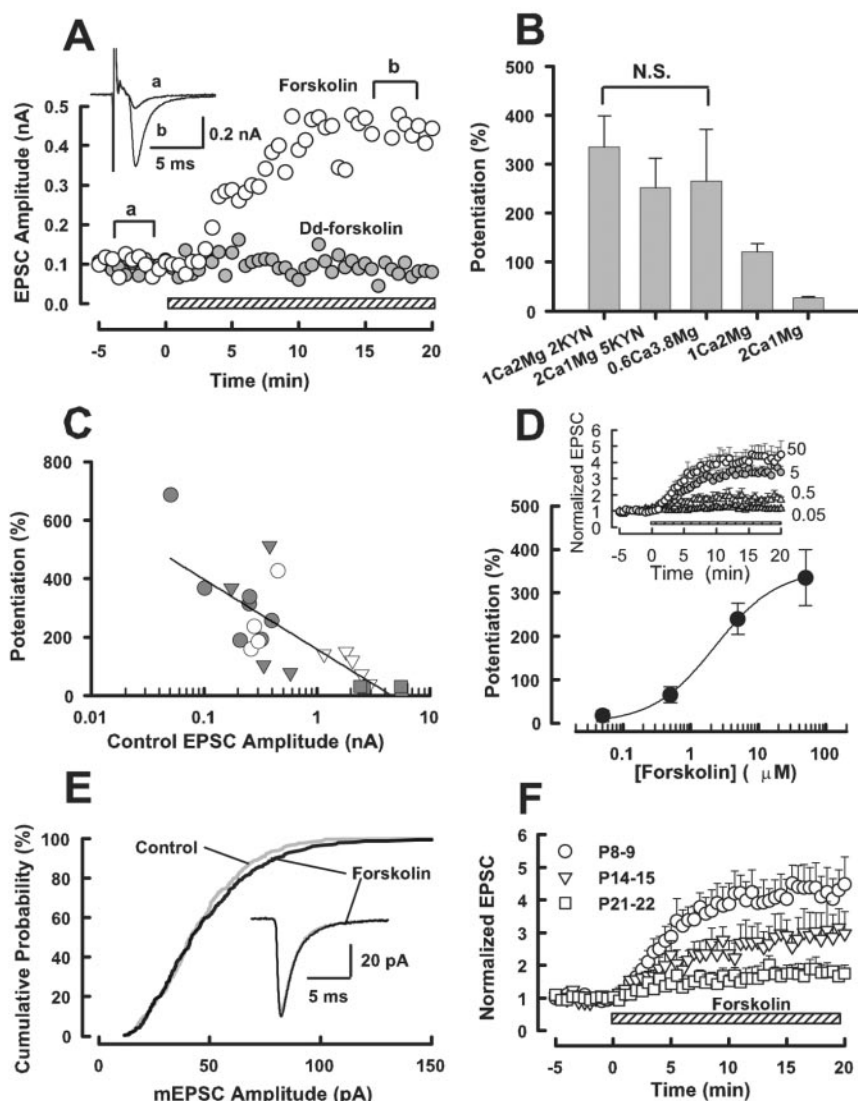 A
a
b
0.2 nA
5 ms
Forskolin
b
a
Dd-forskolin
EPSC Amplitude (nA)
0.5
0.4
0.3
0.2
0.1
0.0
-5 0 5 10 15 20
Time (min)
B
N.S.
Potentiation (%)
500
400
300
200
100
0
1Ca2Mg 2KYN
2Ca1Mg 5KYN
0.6Ca3.8Mg
1Ca2Mg
2Ca1Mg
C
Potentiation (%)
800
600
400
200
0
0.01 0.1 1 10
Control EPSC Amplitude (nA)
D
Normalized EPSC
6
5
4
3
2
1
50
5
0.5
0.05
-5 0 5 10 15 20
Time (min)
Potentiation (%)
500
400
300
200
100
0
0.1 1 10 100
[Forskolin] ( μM)
E
Cumulative Probability (%)
100
80
60
40
20
0
Control
Forskolin
20 pA
5 ms
0 50 100 150
mEPSC Amplitude (pA)
F
Normalized EPSC
6
5
4
3
2
1
0
P8-9
P14-15
P21-22
Forskolin
-5 0 5 10 15 20
Time (min)